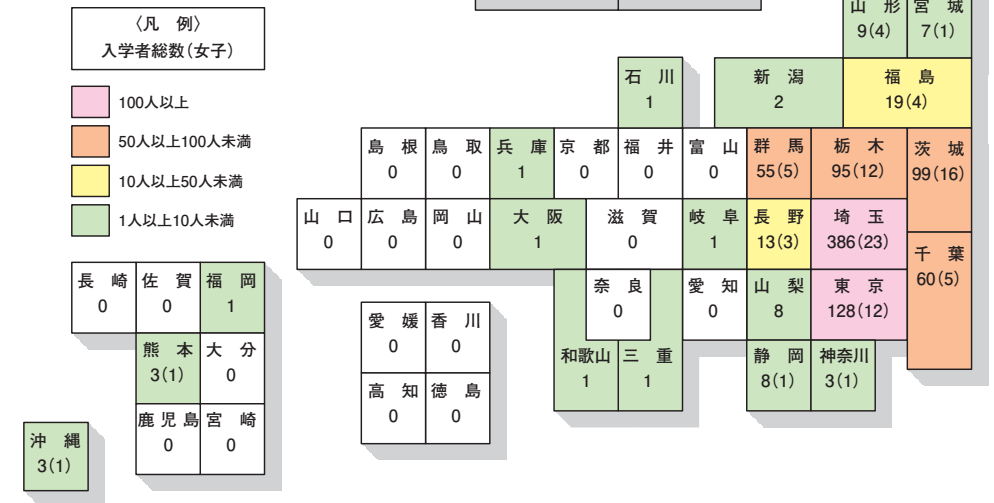 〈凡 例〉
入学者総数(女子)
100人以上
50人以上100人未満
10人以上50人未満
1人以上10人未満
山 形
9(4)
宮 城
7(1)
石 川
1
新 潟
2
福 島
19(4)
島 根
0
鳥 取
0
兵 庫
1
京 都
0
福 井
0
富 山
0
群 馬
55(5)
栃 木
95(12)
茨 城
99(16)
山 口
0
広 島
0
岡 山
0
大 阪
1
滋 賀
0
岐 阜
1
長 野
13(3)
埼 玉
386(23)
千 葉
60(5)
長 崎
0
佐 賀
0
福 岡
1
奈 良
0
愛 知
0
山 梨
8
東 京
128(12)
愛 媛
0
香 川
0
熊 本
3(1)
大 分
0
和歌山
1
三 重
1
静 岡
8(1)
神奈川
3(1)
高 知
0
徳 島
0
鹿児島
0
宮 崎
0
沖 縄
3(1)